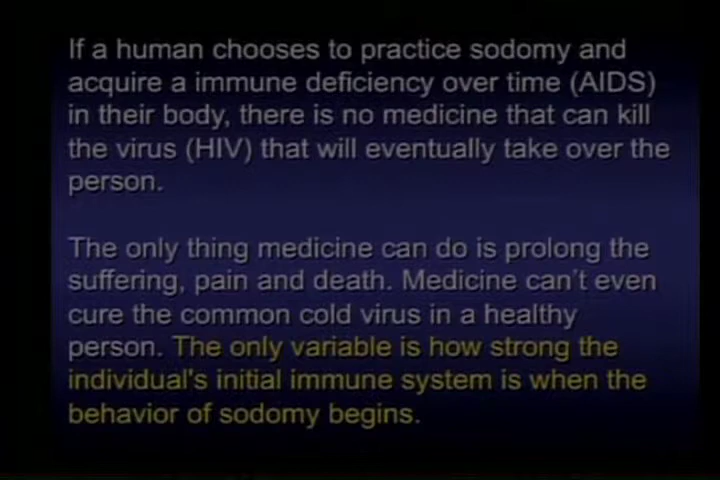 If a human chooses to practice sodomy and
acquire a immune deficiency over time (AIDS)
in their body, there is no medicine that can kill
the virus (HIV) that will eventually take over the
person.
The only thing medicine can do is prolong the
suffering, pain and death. Medicine can't even
cure the common cold virus in a healthy
person. The only variable is how strong the
individual's initial immune system is when the
behavior of sodomy begins.